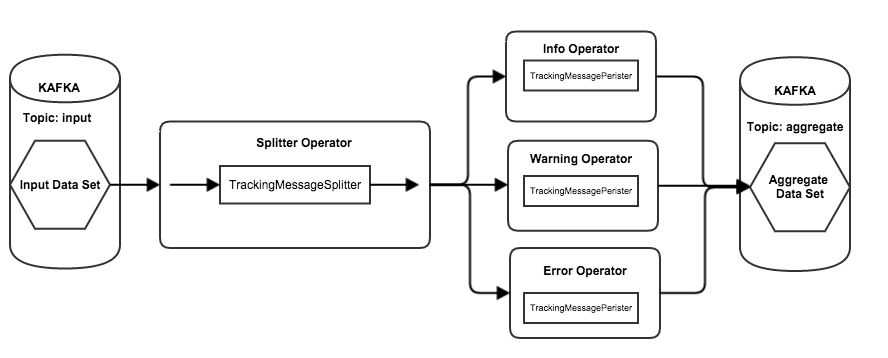 KAFKA
Topic: input
Input Data Set
Splitter Operator
TrackingMessageSplitter
Info Operator
TrackingMessagePerister
Warning Operator
TrackingMessagePerister
Error Operator
TrackingMessagePerister
KAFKA
Topic: aggregate
Aggregate
Data Set